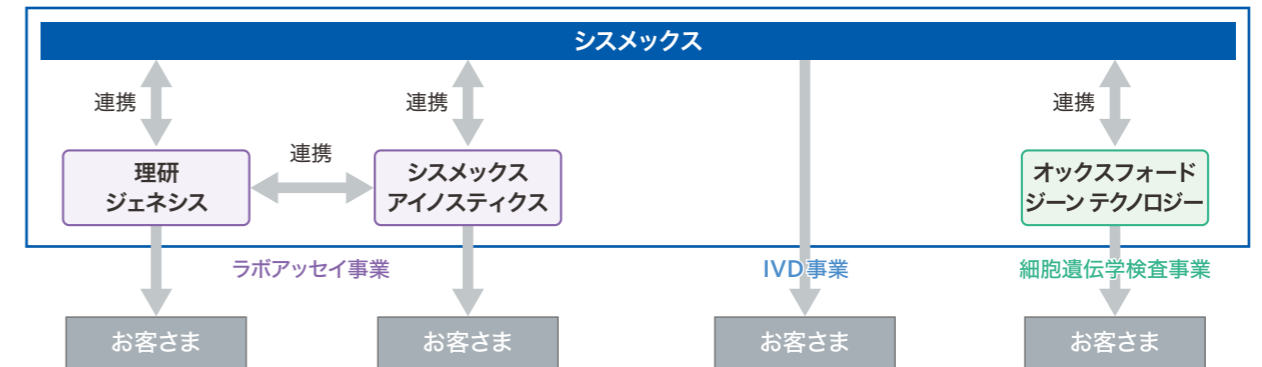 シスメックス
連携
連携
連携
連携
理研
ジェネシス
シスメックス
アイノスティクス
オックスフォード
ジーン テクノロジー
ラボアッセイ事業
IVD事業
細胞遺伝学検査事業
お客さま
お客さま
お客さま
お客さま